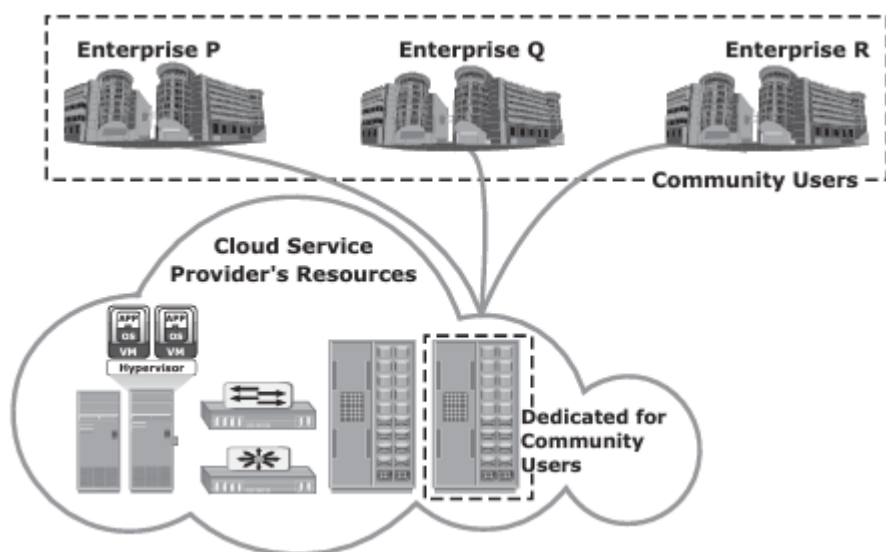 Enterprise P
Enterprise Q
Enterprise R
Community Users
Cloud Service
Provider's Resources
APP APP
OS OS
VM VM
Hypervisor
Dedicated for
Community
Users